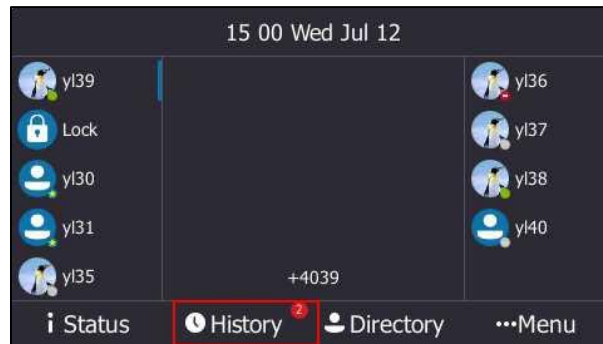 15 00 Wed Jul 12
yl39
Lock
yl30
yl31
yl35
yl36
yl37
yl38
yl40
+4039
i Status
History 2
Directory
•••Menu